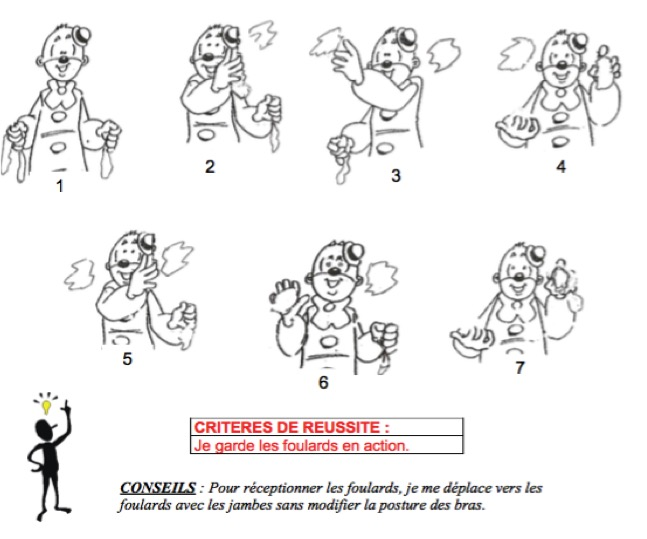 1
2
3
4
5
6
7
CRITERES DE REUSSITE :
Je garde les foulards en action.
CONSEILS : Pour réceptionner les foulards, je me déplace vers les
foulards avec les jambes sans modifier la posture des bras.